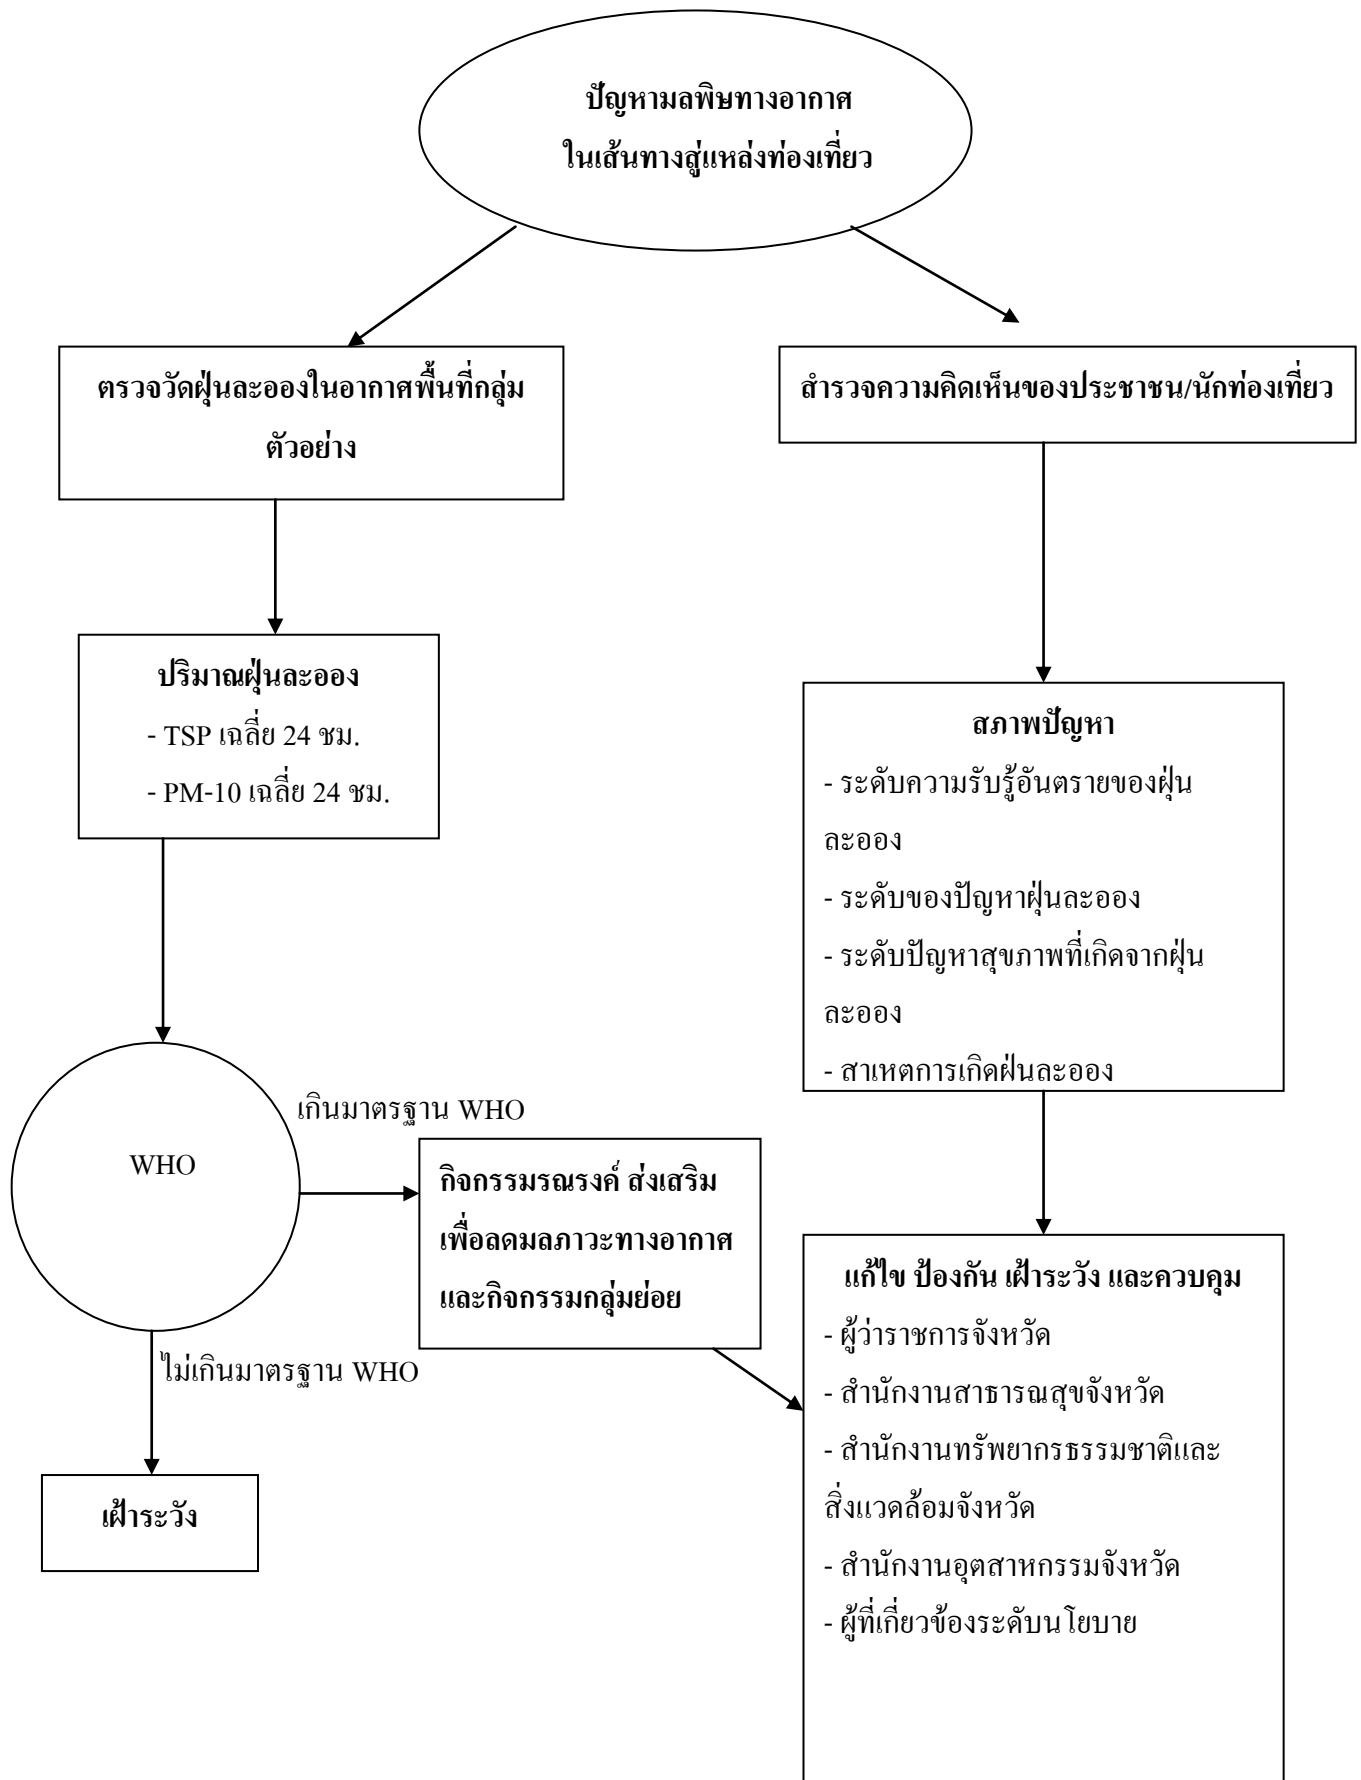 ปัญหามลพิษทางอากาศ
ในเส้นทางสู่แหล่งท่องเที่ยว
ตรวจวัดฝุ่นละอองในอากาศพื้นที่กลุ่ม
ตัวอย่าง
สำรวจความคิดเห็นของประชาชน/นักท่องเที่ยว
ปริมาณฝุ่นละออง
- TSP เฉลี่ย 24 ชม.
- PM-10 เฉลี่ย 24 ชม.
สภาพปัญหา
- ระดับความรับรู้อันตรายของฝุ่น
ละออง
- ระดับของปัญหาฝุ่นละออง
- ระดับปัญหาสุขภาพที่เกิดจากฝุ่น
ละออง
- สาเหตุการเกิดฝุ่นละออง
WHO
เกินมาตรฐาน WHO
กิจกรรมรณรงค์ ส่งเสริม
เพื่อลดมลภาวะทางอากาศ
และกิจกรรมกลุ่มย่อย
ไม่เกินมาตรฐาน WHO
เฝ้าระวัง
แก้ไข ป้องกัน เฝ้าระวัง และควบคุม
- ผู้ว่าราชการจังหวัด
- สำนักงานสาธารณสุขจังหวัด
- สำนักงานทรัพยากรธรรมชาติและ
สิ่งแวดล้อมจังหวัด
- สำนักงานอุตสาหกรรมจังหวัด
- ผู้ที่เกี่ยวข้องระดับนโยบาย